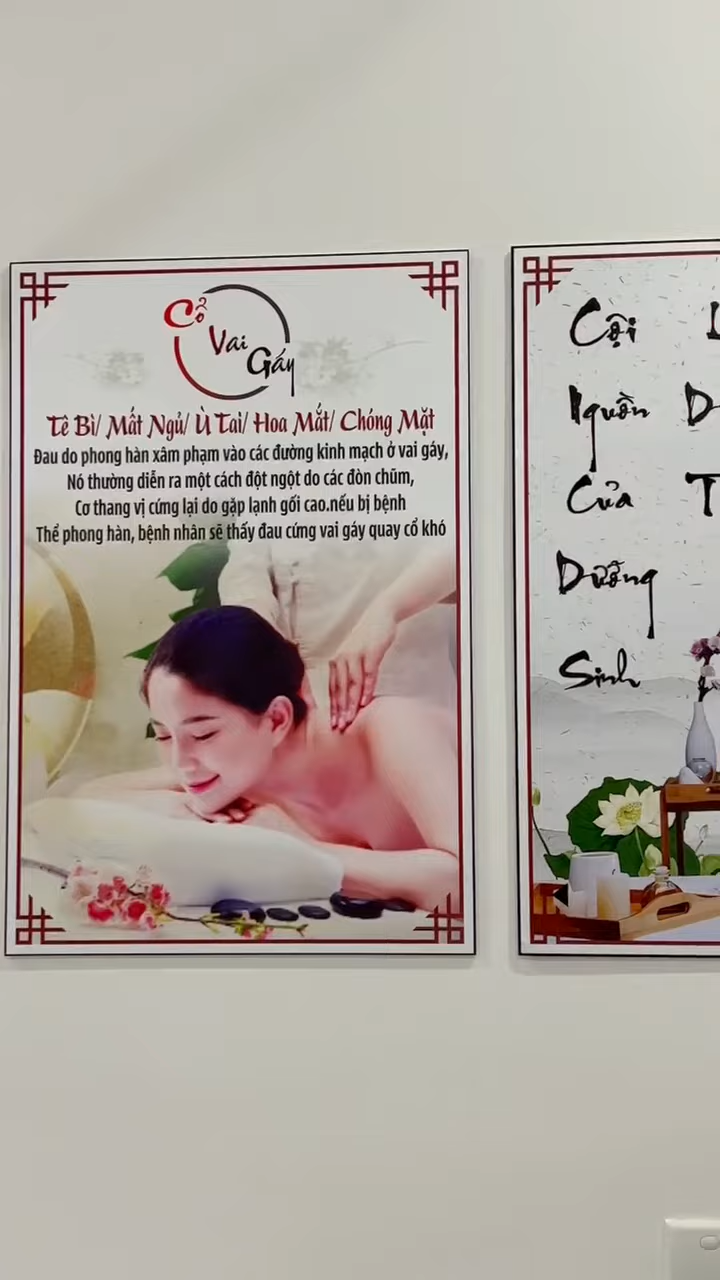 Cổ
Vai
Gáy
Tê Bì/ Mất Ngủ/ Ù Tai/ Hoa Mắt/ Chóng Mặt
Đau do phong hàn xâm phạm vào các đường kinh mạch ở vai gáy,
Nó thường diễn ra một cách đột ngột do các đòn chũm,
Cơ thang vị cứng lại do gặp lạnh gối cao.nếu bị bệnh
Thể phong hàn, bệnh nhân sẽ thấy đau cứng vai gáy quay cổ khó
Cội
Nguồn
Của
Dưỡng
Sinh